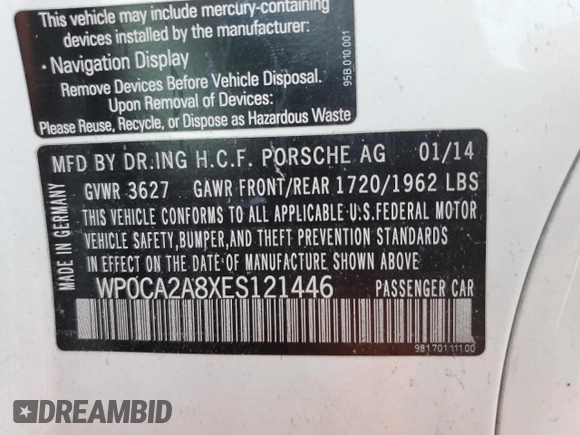 This vehicle may include mercury-containing
devices installed by the manufacturer:
· Navigation Display
Remove Devices Before Vehicle Disposal.
Upon Removal of Devices:
Please Reuse, Recycle, or Dispose as Hazardous Waste
95B.010.001
MFD BY DR.ING H.C.F. PORSCHE AG 01/14
GVWR 3627 GAWR FRONT/REAR 1720/1962 LBS
THIS VEHICLE CONFORMS TO ALL APPLICABLE U.S.FEDERAL MOTOR
VEHICLE SAFETY,BUMPER,AND THEFT PREVENTION STANDARDS
IN EFFECT ON THE DATE OF MANUFACTURE SHOWN ABOVE.
WP0CA2A8XES121446 PASSENGER CAR
MADE IN GERMANY
98170111100
DREAMBID